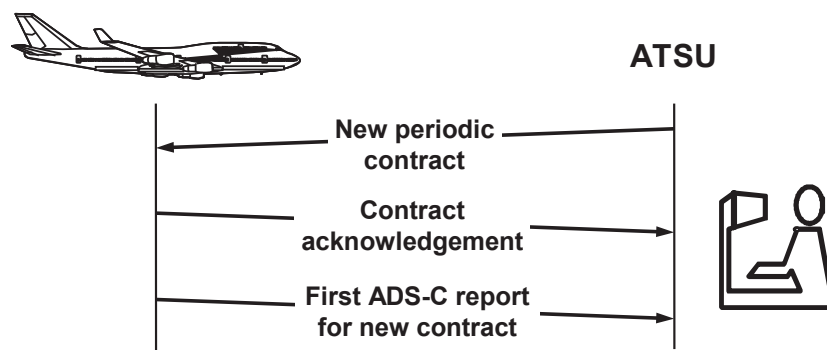 ATSU
New periodic
contract
Contract
acknowledgement
First ADS-C report
for new contract